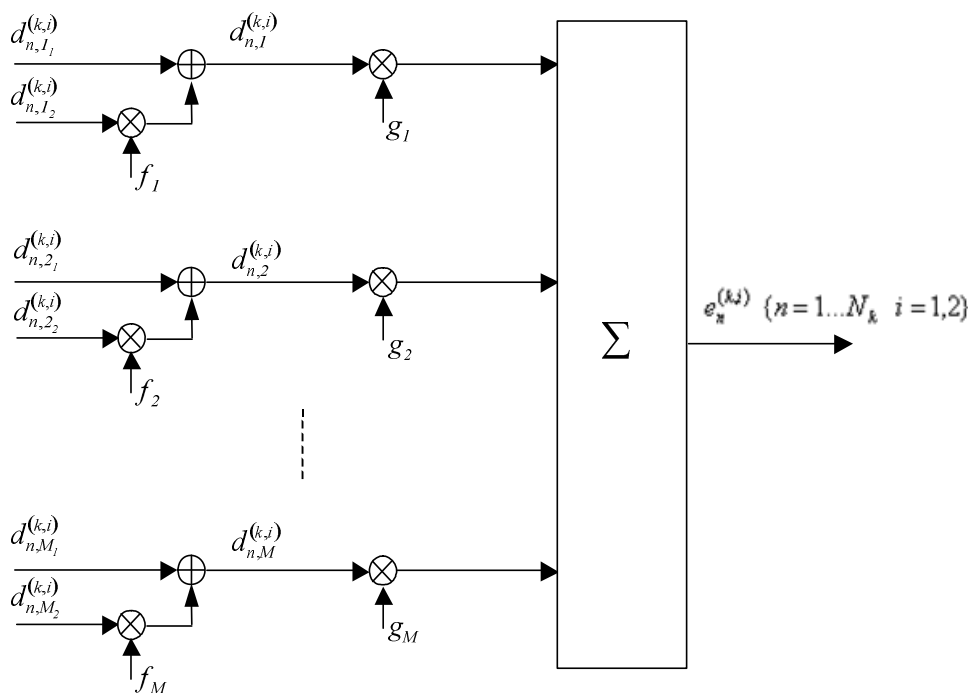 d_{n,1_1}^{(k,i)}
d_{n,1}^{(k,i)}
d_{n,1_2}^{(k,i)}
g_1
f_1
d_{n,2_1}^{(k,i)}
d_{n,2}^{(k,i)}
d_{n,2_2}^{(k,i)}
g_2
f_2
Σ
e_n^{(k,i)} {n = 1...N_k i = 1,2}
d_{n,M_1}^{(k,i)}
d_{n,M}^{(k,i)}
d_{n,M_2}^{(k,i)}
g_M
f_M